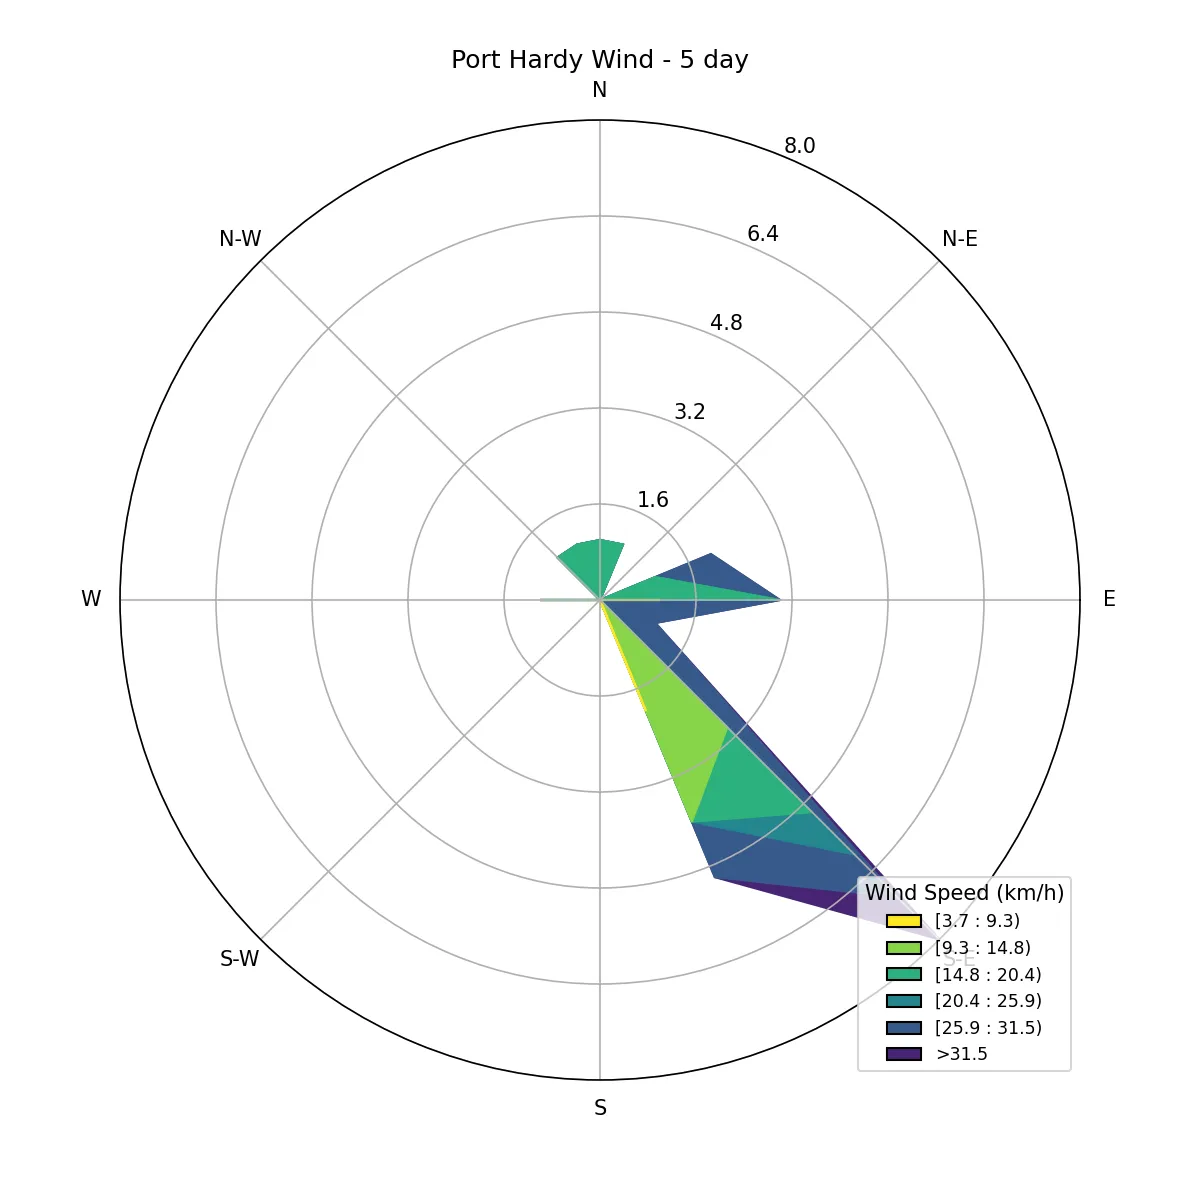 Port Hardy Wind - 5 day
N
8.0
N-W
N-E
6.4
4.8
3.2
1.6
W
E
S-W
S-E
S
Wind Speed (km/h)
[3.7 : 9.3)
[9.3 : 14.8)
[14.8 : 20.4)
[20.4 : 25.9)
[25.9 : 31.5)
>31.5